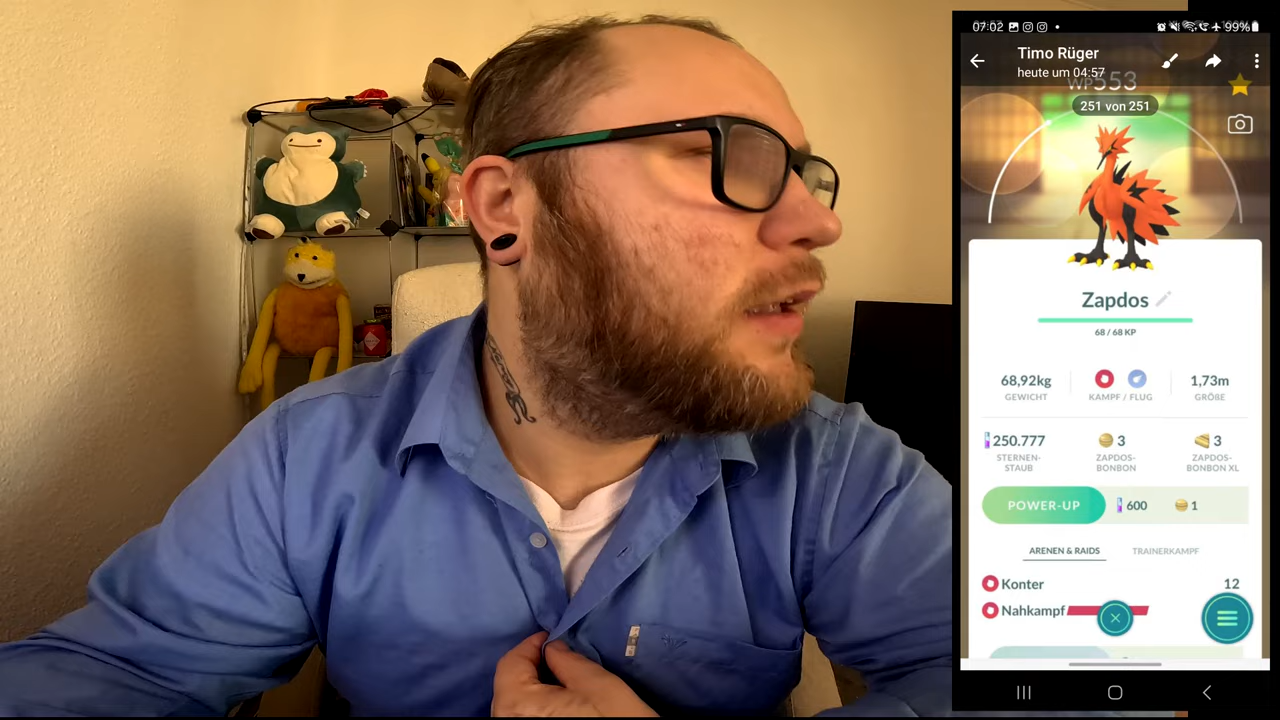 07:02
99%
Timo Rüger
heute um 04:57
WP553
251 von 251
Zapdos
68 / 68 KP
68,92kg
GEWICHT
KAMPF / FLUG
1,73m
GRÖßE
250.777
STERNEN-
STAUB
3
ZAPDOS-
BONBON
3
ZAPDOS-
BONBON XL
POWER-UP
600
1
ARENEN & RAIDS
TRAINERKAMPF
Konter
12
Nahkampf